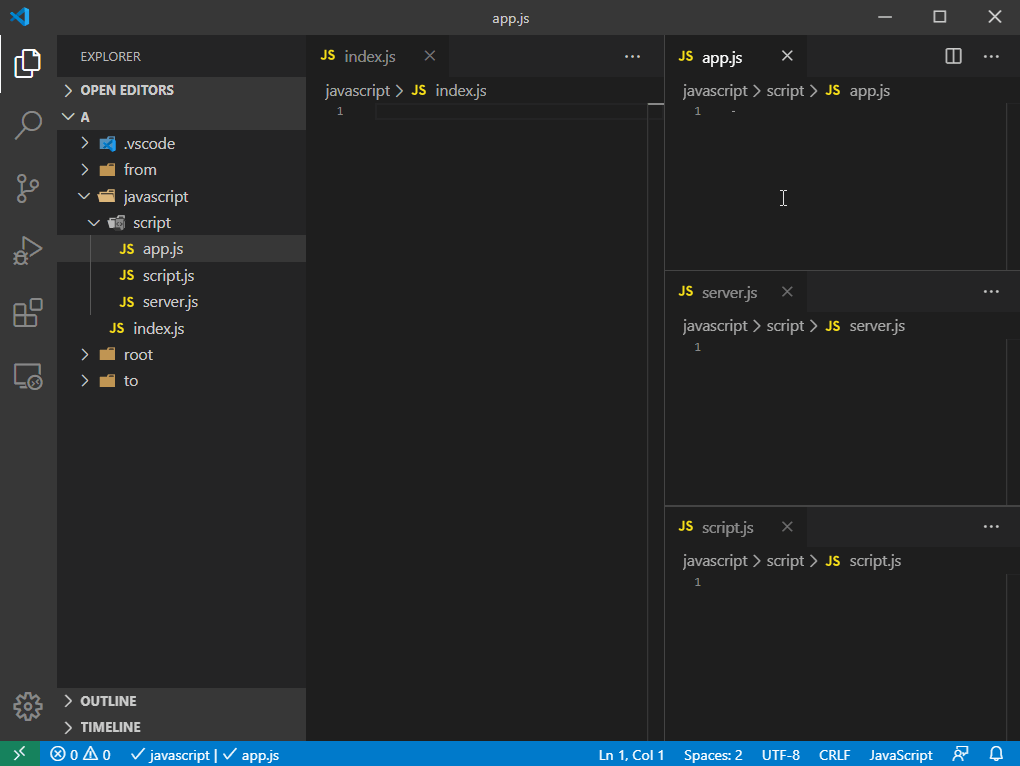 app.js
EXPLORER
OPEN EDITORS
A
.vscode
from
javascript
script
JS app.js
JS script.js
JS server.js
JS index.js
root
to
OUTLINE
TIMELINE
JS index.js
javascript > JS index.js
1
JS app.js
javascript > script > JS app.js
1
JS server.js
javascript > script > JS server.js
1
JS script.js
javascript > script > JS script.js
1
0 0 javascript | app.js Ln 1, Col 1 Spaces: 2 UTF-8 CRLF JavaScript